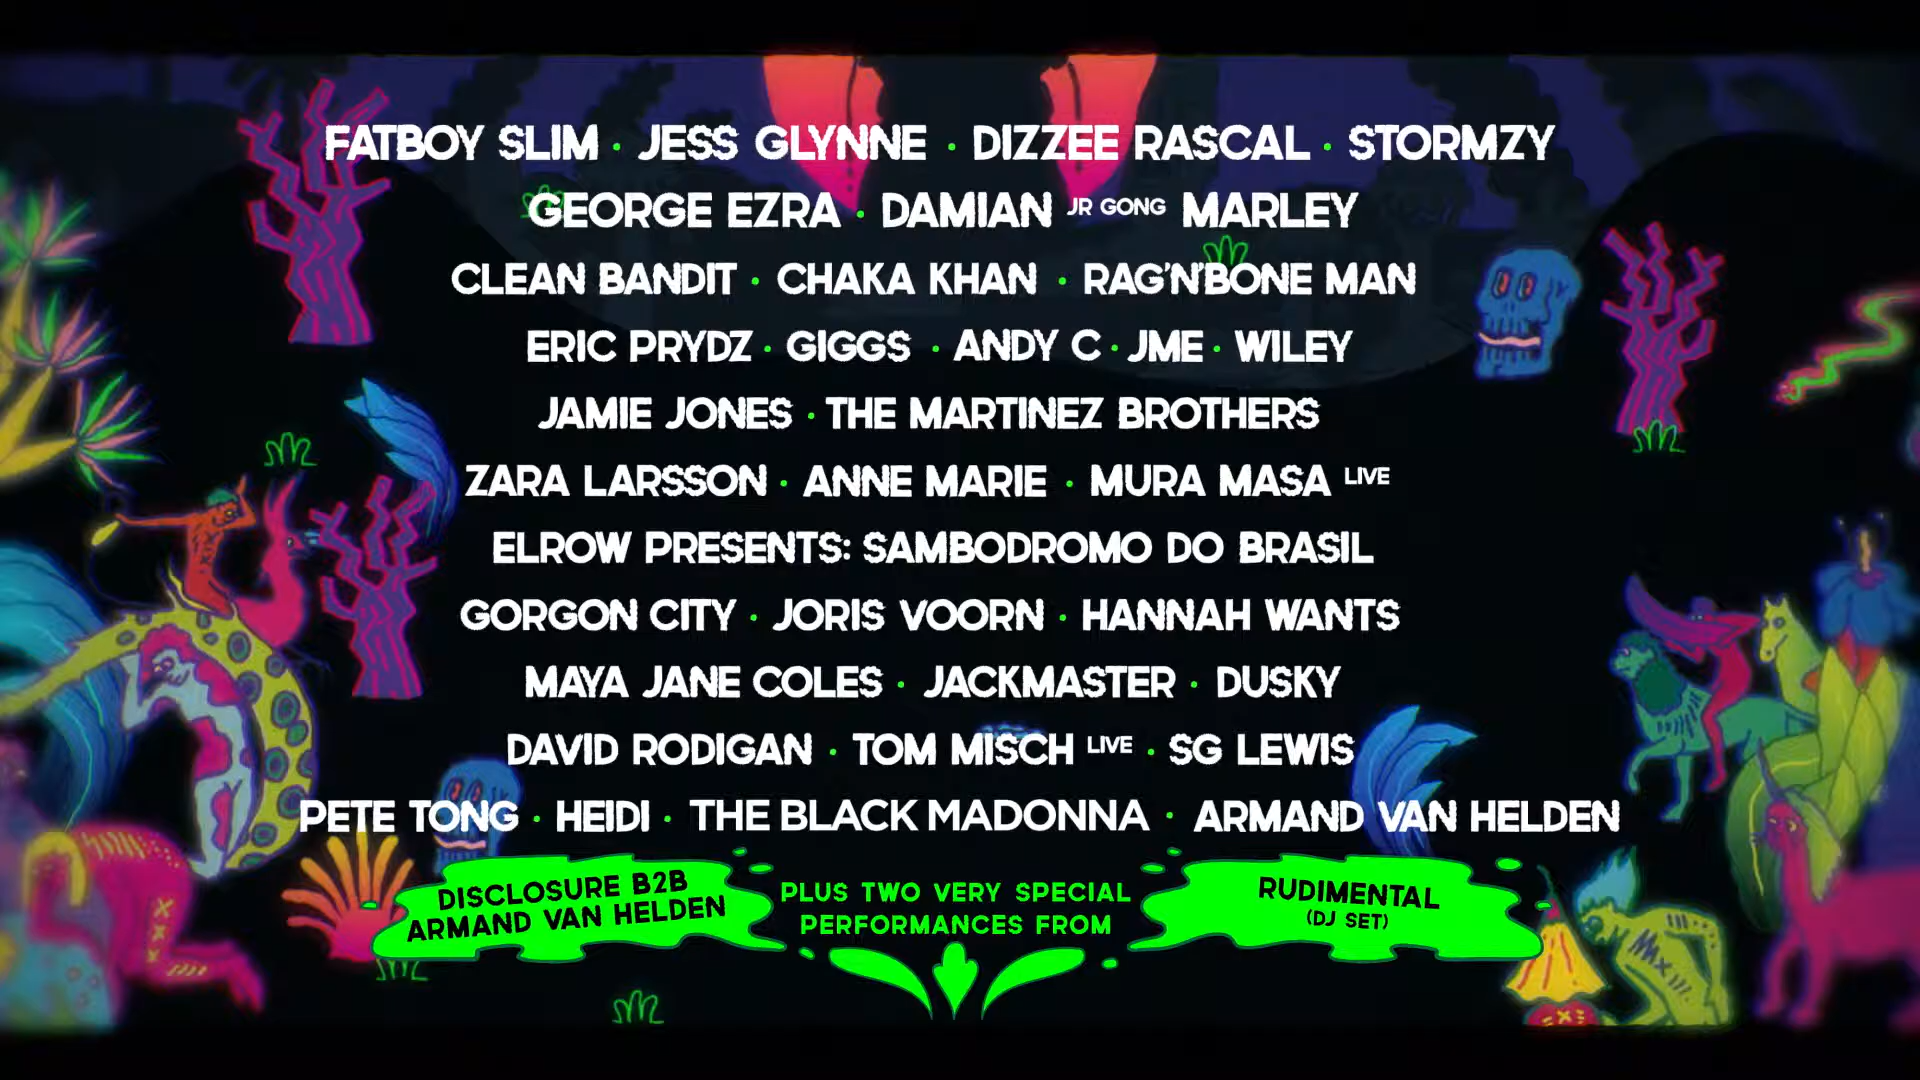 FATBOY SLIM · JESS GLYNNE · DIZZEE RASCAL · STORMZY
GEORGE EZRA · DAMIAN JR GONG MARLEY
CLEAN BANDIT · CHAKA KHAN · RAG'N'BONE MAN
ERIC PRYDZ · GIGGS · ANDY C · JME · WILEY
JAMIE JONES · THE MARTINEZ BROTHERS
ZARA LARSSON · ANNE MARIE · MURA MASA LIVE
ELROW PRESENTS: SAMBODROMO DO BRASIL
GORGON CITY · JORIS VOORN · HANNAH WANTS
MAYA JANE COLES · JACKMASTER · DUSKY
DAVID RODIGAN · TOM MISCH LIVE · SG LEWIS
PETE TONG · HEIDI · THE BLACK MADONNA · ARMAND VAN HELDEN
DISCLOSURE B2B
ARMAND VAN HELDEN
PLUS TWO VERY SPECIAL
PERFORMANCES FROM
RUDIMENTAL
(DJ SET)